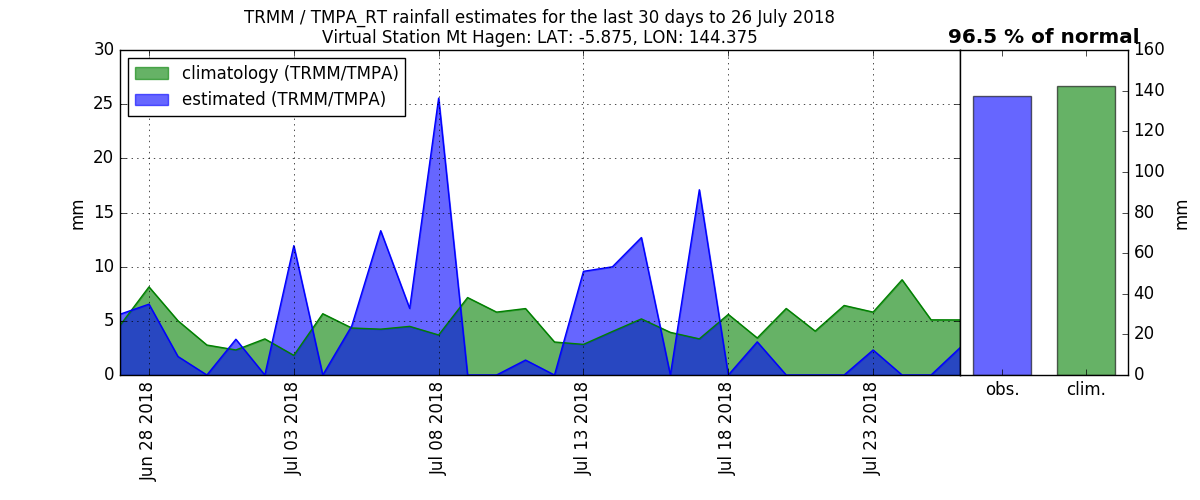 TRMM / TMPA_RT rainfall estimates for the last 30 days to 26 July 2018
Virtual Station Mt Hagen: LAT: -5.875, LON: 144.375
96.5 % of normal
climatology (TRMM/TMPA)
estimated (TRMM/TMPA)
30
25
20
15
10
5
0
mm
Jun 28 2018
Jul 03 2018
Jul 08 2018
Jul 13 2018
Jul 18 2018
Jul 23 2018
obs.
clim.
160
140
120
100
80
60
40
20
0
mm